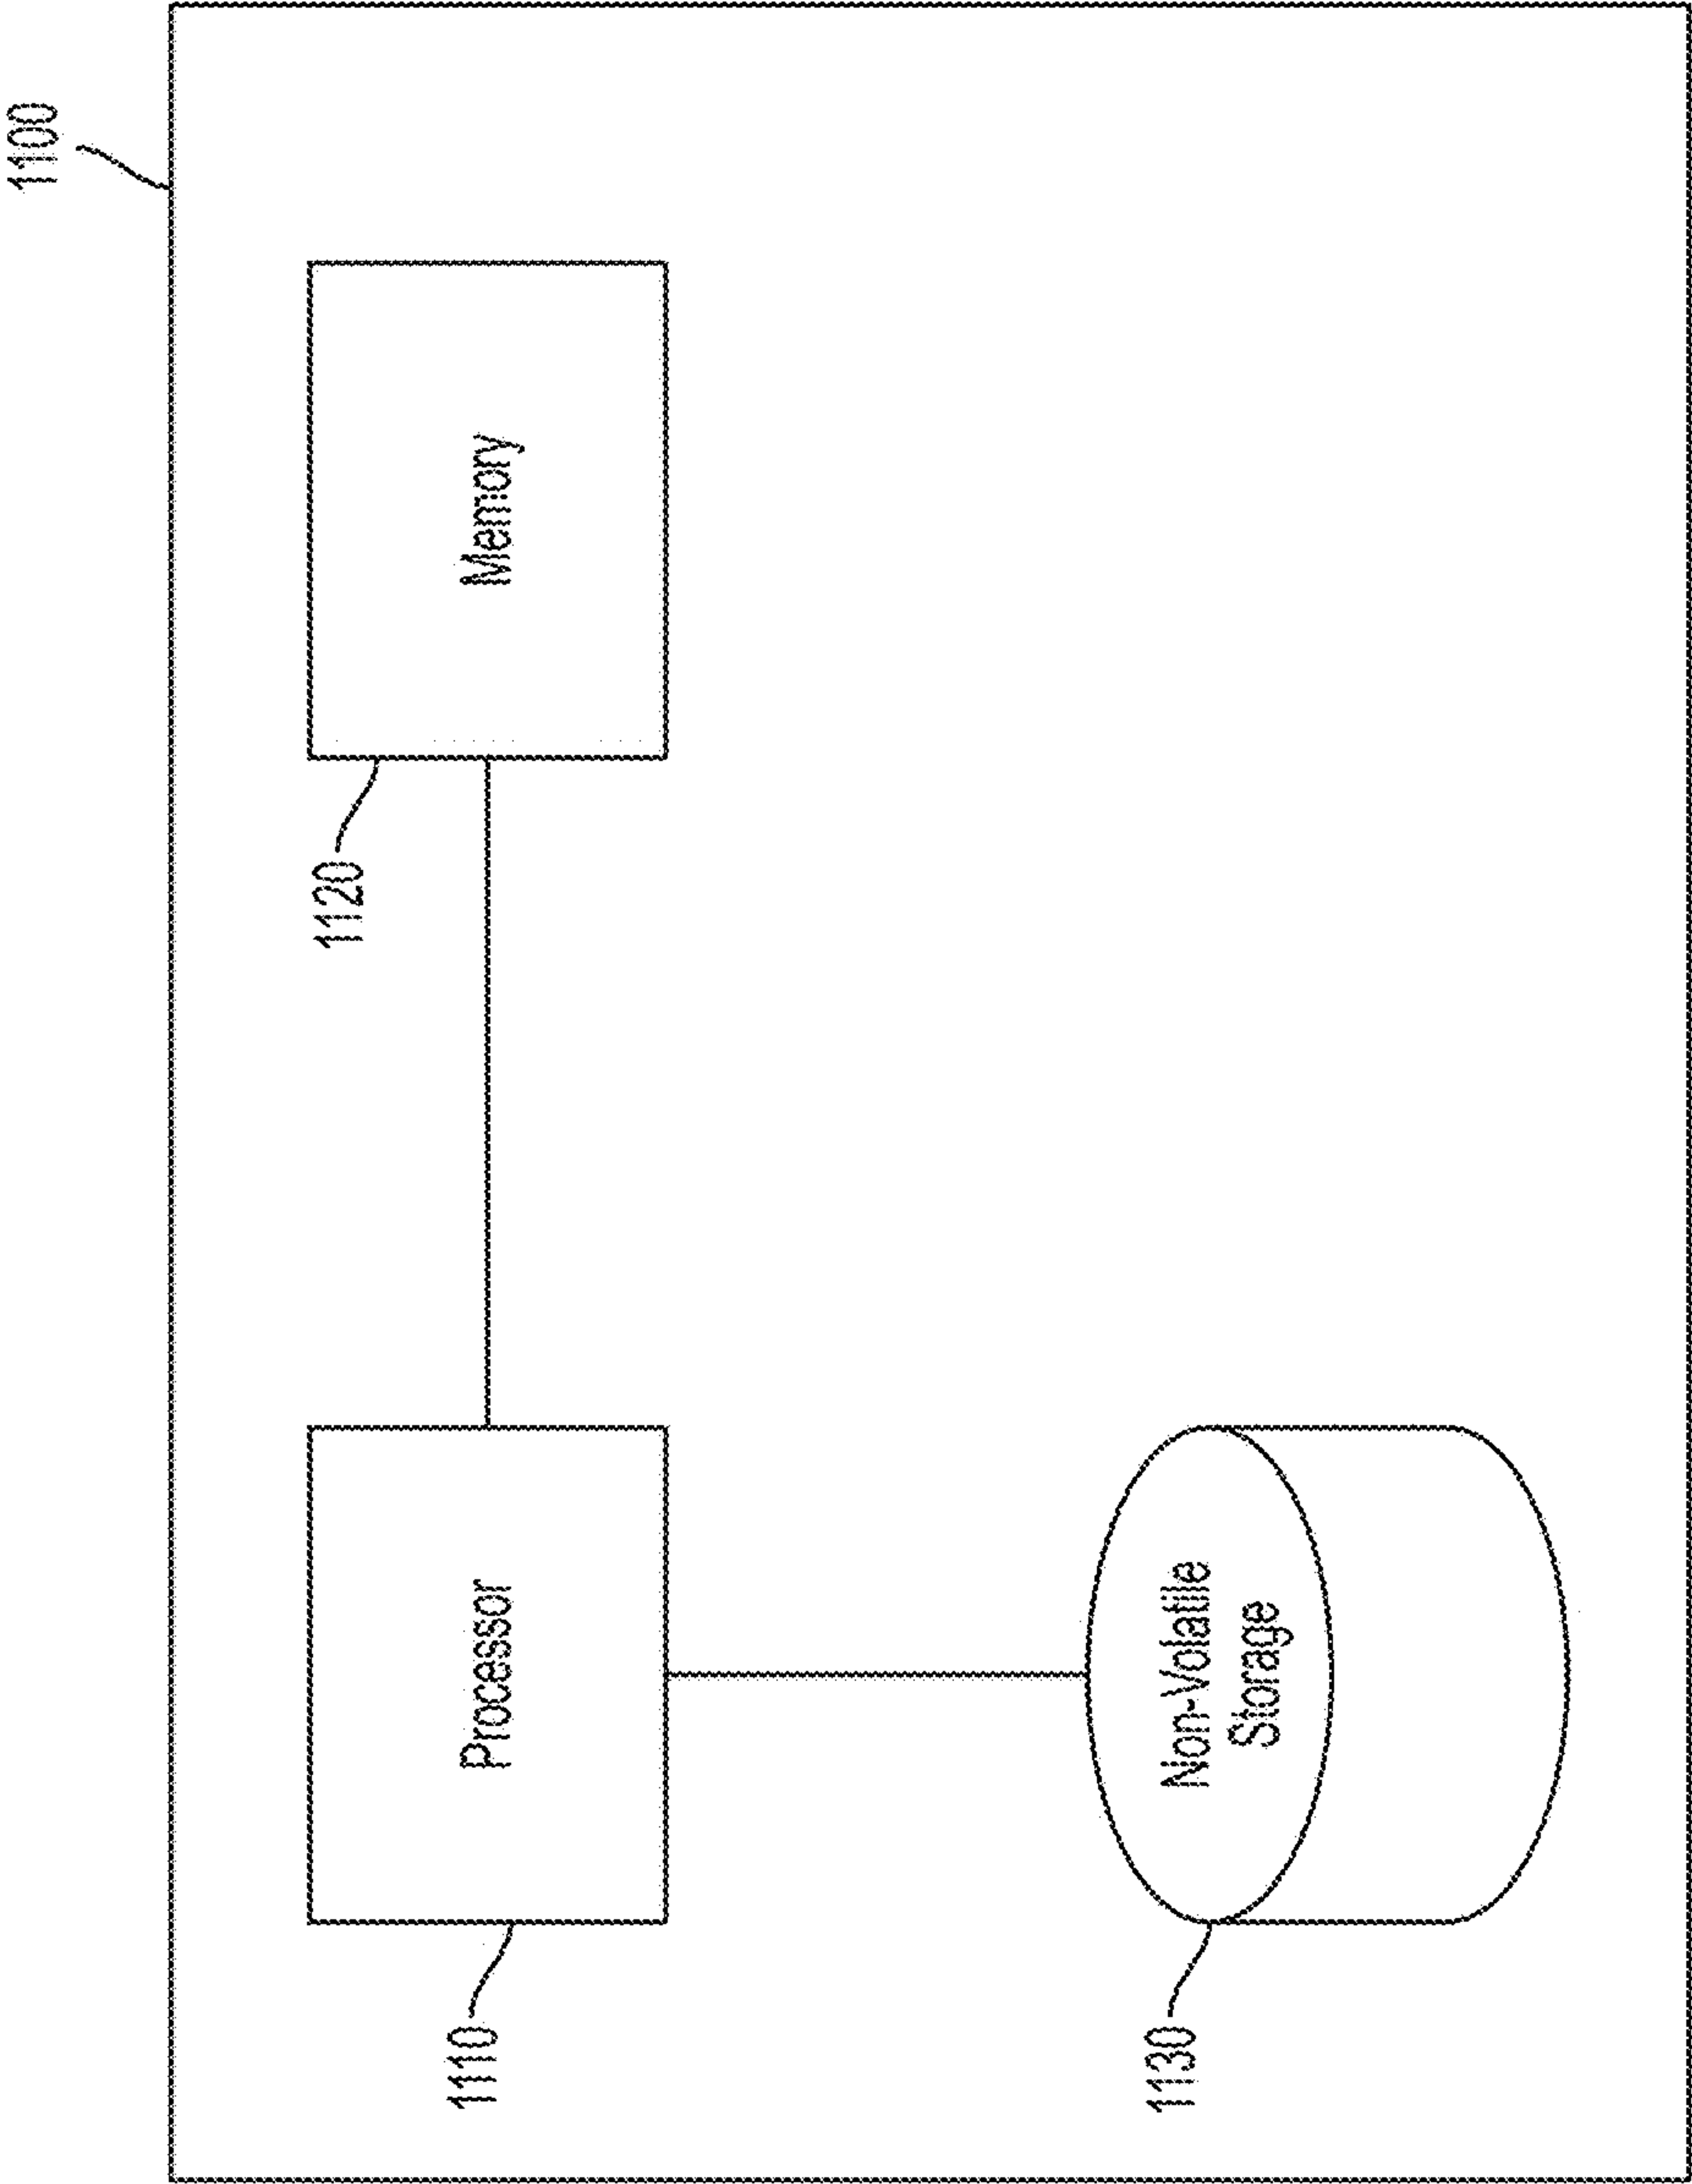 1100
1110
Processor
1120
Memory
1130
Non-Volatile
Storage